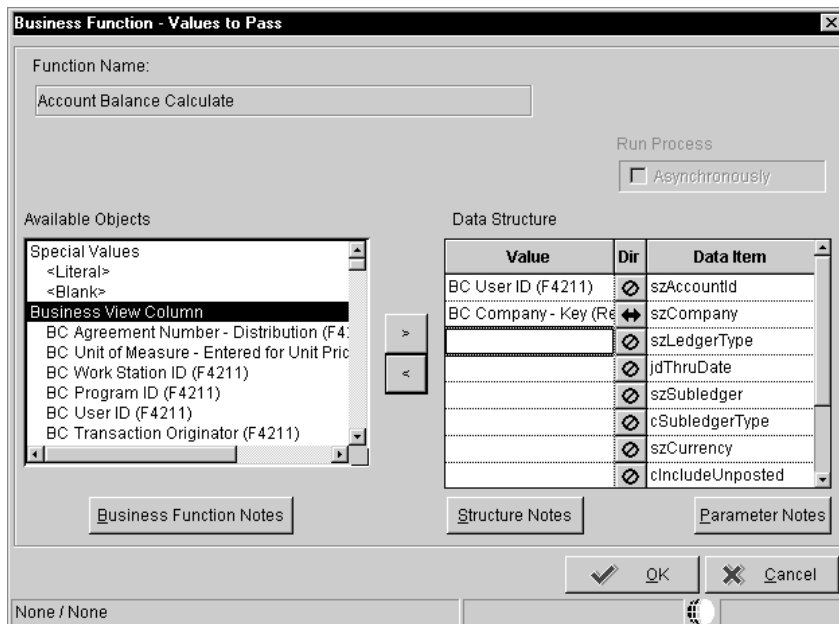 Business Function - Values to Pass
Function Name:
Account Balance Calculate
Run Process
Asynchronously
Available Objects
Data Structure
Special Values
<Literal>
<Blank>
Business View Column
BC Agreement Number - Distribution (F4:
BC Unit of Measure - Entered for Unit Pric
BC Work Station ID (F4211)
BC Program ID (F4211)
BC User ID (F4211)
BC Transaction Originator (F4211)
>
<
Value Dir Data Item
BC User ID (F4211) szAccountId
BC Company - Key (Re szCompany
szLedgerType
jdThruDate
szSubledger
cSubledgerType
szCurrency
cIncludeUnposted
Business Function Notes
Structure Notes
Parameter Notes
OK
Cancel
None / None